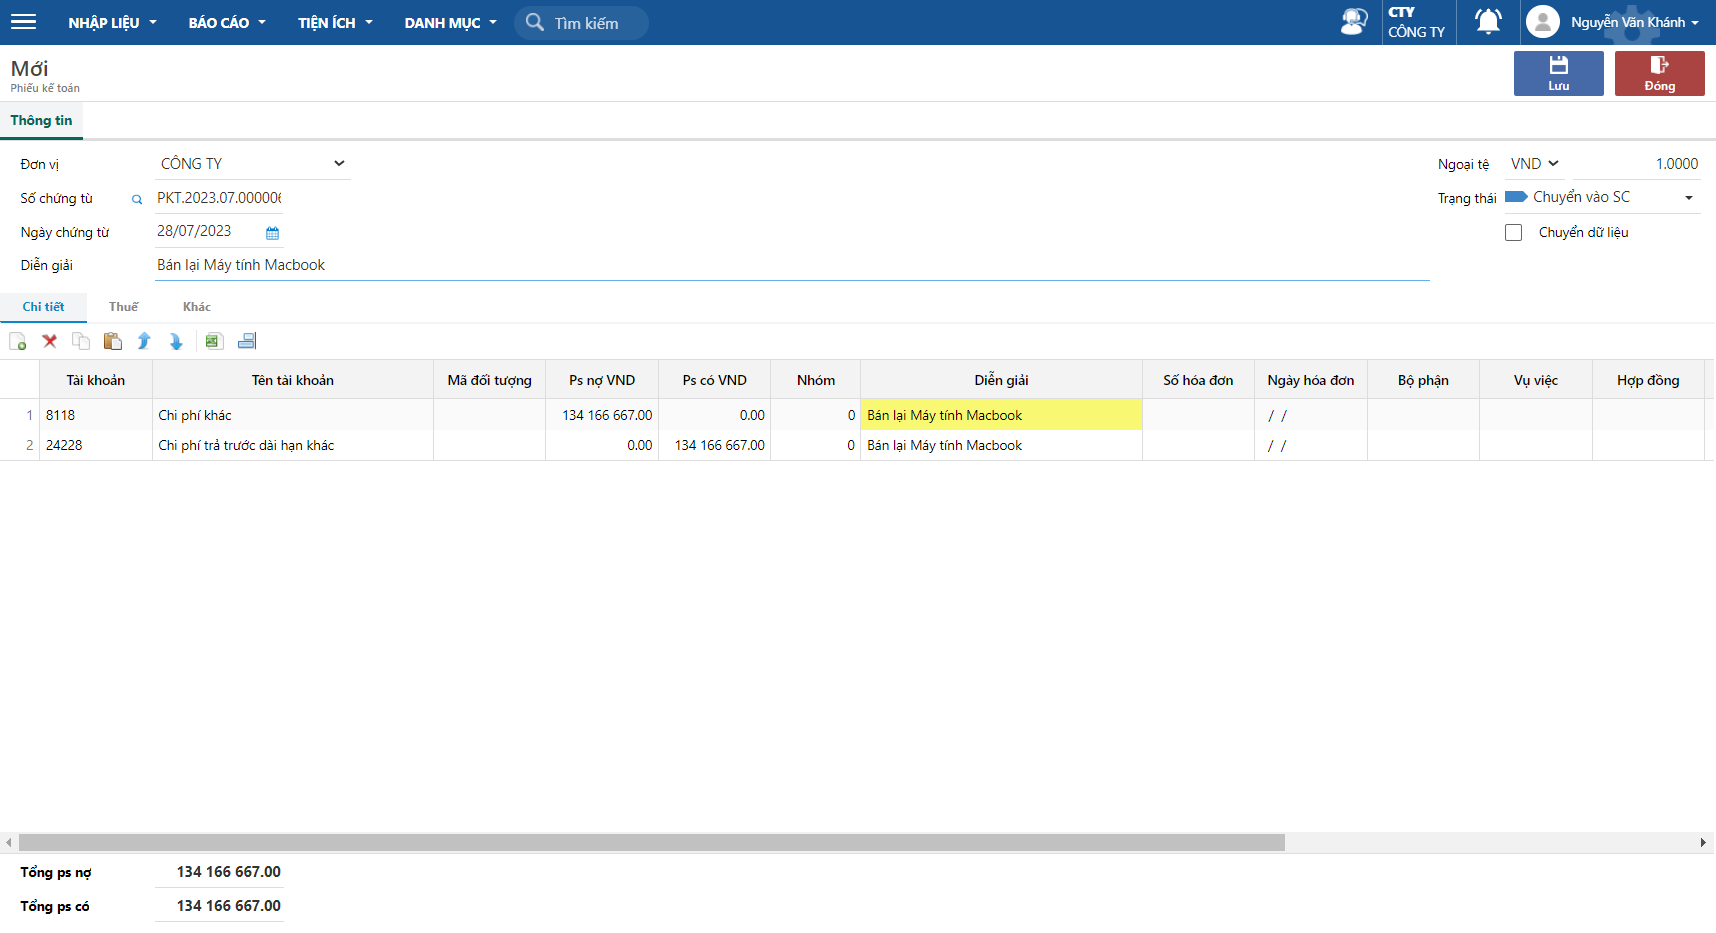 NHẬP LIỆU BÁO CÁO TIỆN ÍCH DANH MỤC Tìm kiếm CTY CÔNG TY Nguyễn Văn Khánh
Mới
Phiếu kế toán
Lưu Đóng
Thông tin
Đơn vị CÔNG TY Ngoại tệ VND 1.0000
Số chứng từ PKT.2023.07.000006 Trạng thái Chuyển vào SC
Ngày chứng từ 28/07/2023 Chuyển dữ liệu
Diễn giải Bán lại Máy tính Macbook
Chi tiết Thuế Khác
Tài khoản Tên tài khoản Mã đối tượng Ps nợ VND Ps có VND Nhóm Diễn giải Số hóa đơn Ngày hóa đơn Bộ phận Vụ việc Hợp đồng
1 8118 Chi phí khác 134 166 667.00 0.00 0 Bán lại Máy tính Macbook / /
2 24228 Chi phí trả trước dài hạn khác 0.00 134 166 667.00 0 Bán lại Máy tính Macbook / /
Tổng ps nợ 134 166 667.00
Tổng ps có 134 166 667.00